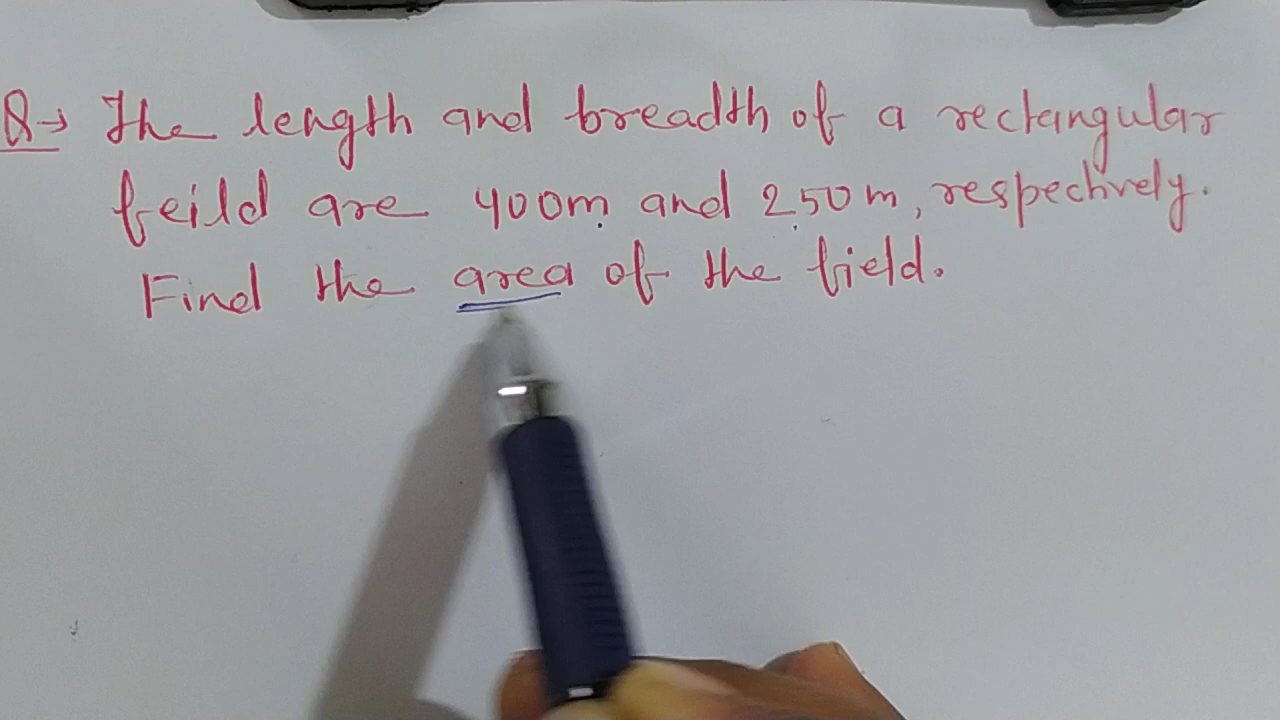 Q→ The length and breadth of a rectangular
feild are 400m and 250m, respectively.
Find the area of the field.